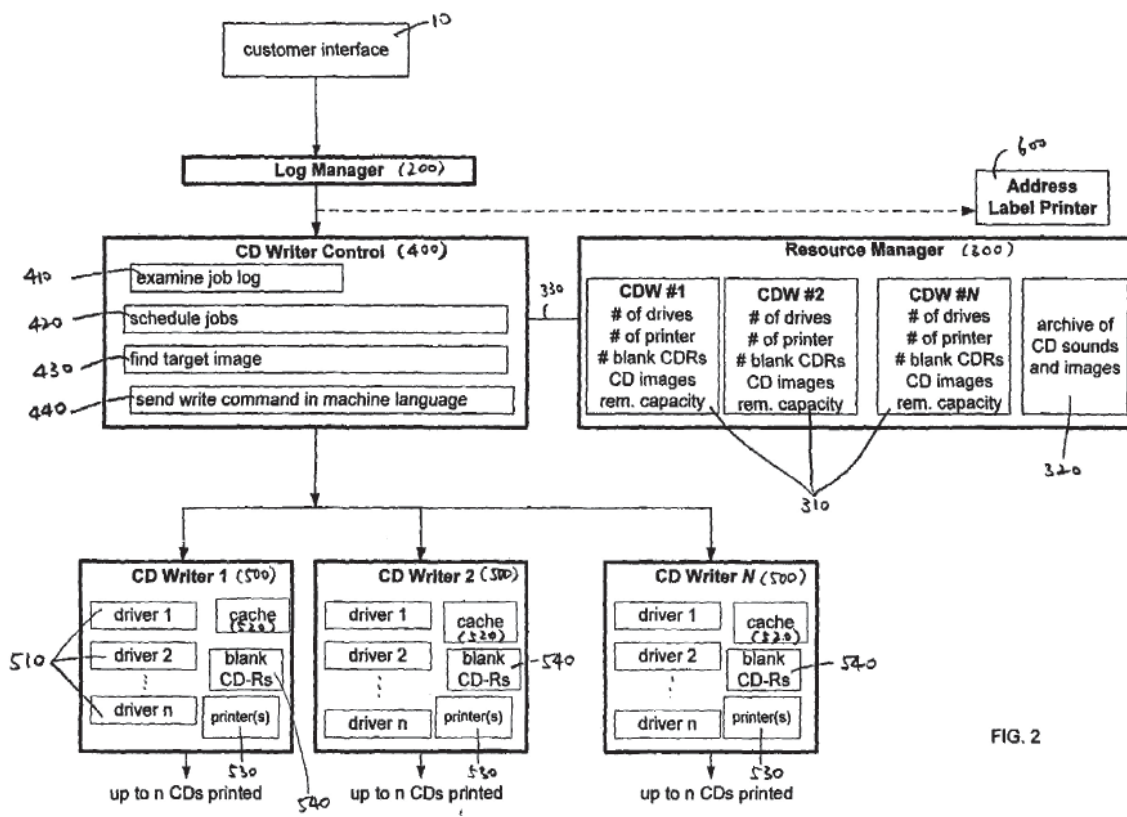 10
customer interface
Log Manager (200)
600
Address
Label Printer
CD Writer Control (400)
410
examine job log
420
schedule jobs
430
find target image
440
send write command in machine language
330
Resource Manager (300)
CDW #1
# of drives
# of printer
# blank CDRs
CD images
rem. capacity
CDW #2
# of drives
# of printer
# blank CDRs
CD images
rem. capacity
CDW #N
# of drives
# of printer
# blank CDRs
CD images
rem. capacity
archive of
CD sounds
and images
310
320
CD Writer 1 (500)
driver 1
driver 2
driver n
510
cache
(520)
blank
CD-Rs
printer(s)
530
540
up to n CDs printed
CD Writer 2 (500)
driver 1
driver 2
driver n
cache
(520)
blank
CD-Rs
540
printer(s)
530
up to n CDs printed
CD Writer N (500)
driver 1
driver 2
driver n
cache
(520)
blank
CD-Rs
540
printer(s)
530
up to n CDs printed
FIG. 2